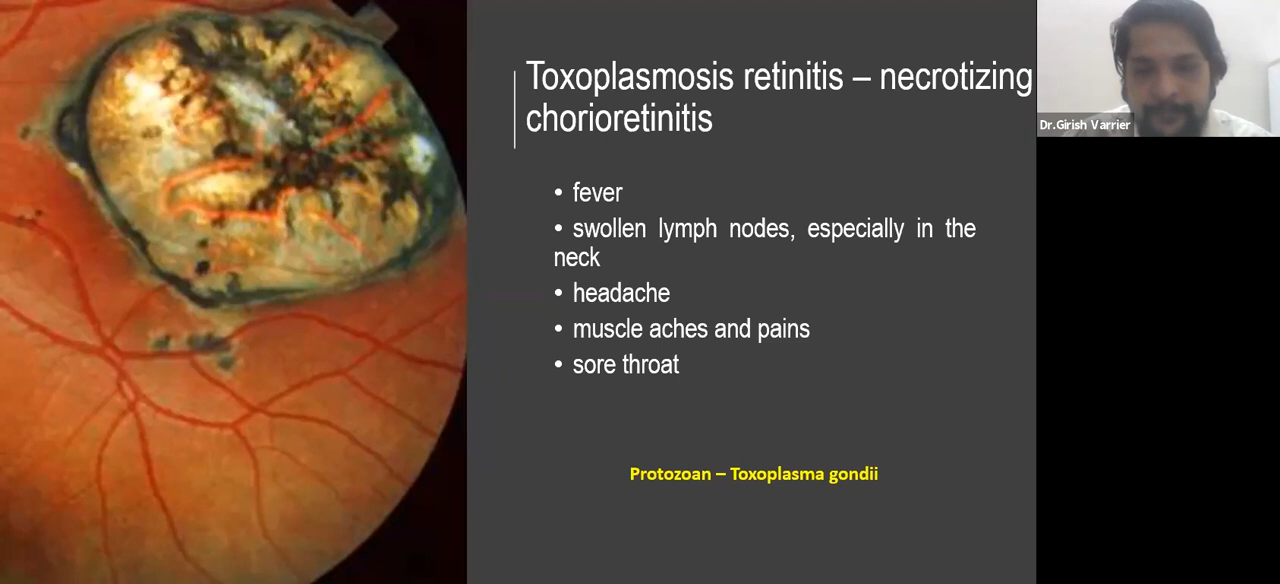 Toxoplasmosis retinitis – necrotizing
chorioretinitis
• fever
• swollen lymph nodes, especially in the
neck
• headache
• muscle aches and pains
• sore throat
Protozoan – Toxoplasma gondii
Dr.Girish Varrier